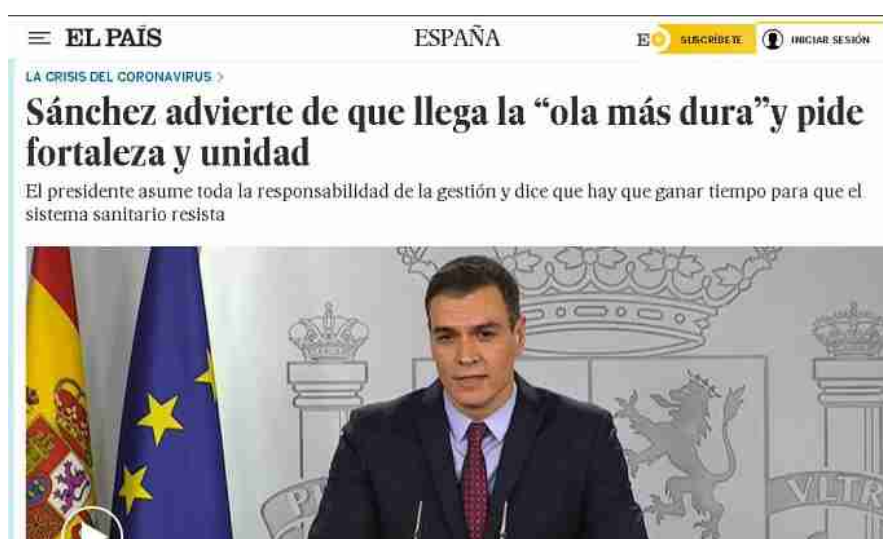 EL PAÍS
ESPAÑA
SUSCRÍBETE
INICIAR SESIÓN
LA CRISIS DEL CORONAVIRUS >
Sánchez advierte de que llega la “ola más dura”y pide
fortaleza y unidad
El presidente asume toda la responsabilidad de la gestión y dice que hay que ganar tiempo para que el
sistema sanitario resista
VLTR